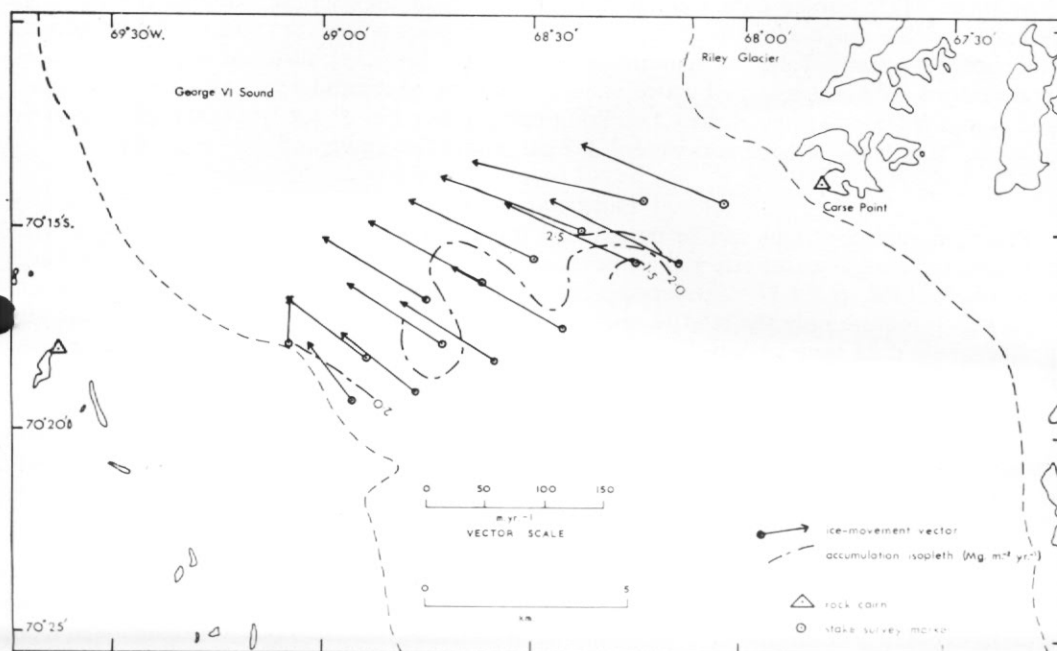 69°30'W.
69°00'
68°30'
68°00'
67°30'
Riley Glacier
George VI Sound
Carse Point
70°15's.
2·5
1·5
2·0
2·0
70°20'
0 50 100 150
m. yr.⁻¹
VECTOR SCALE
ice-movement vector
accumulation isopleth (Mg. m.⁻² yr.⁻¹)
0 5
km
rock cairn
70°25'
stake survey marker